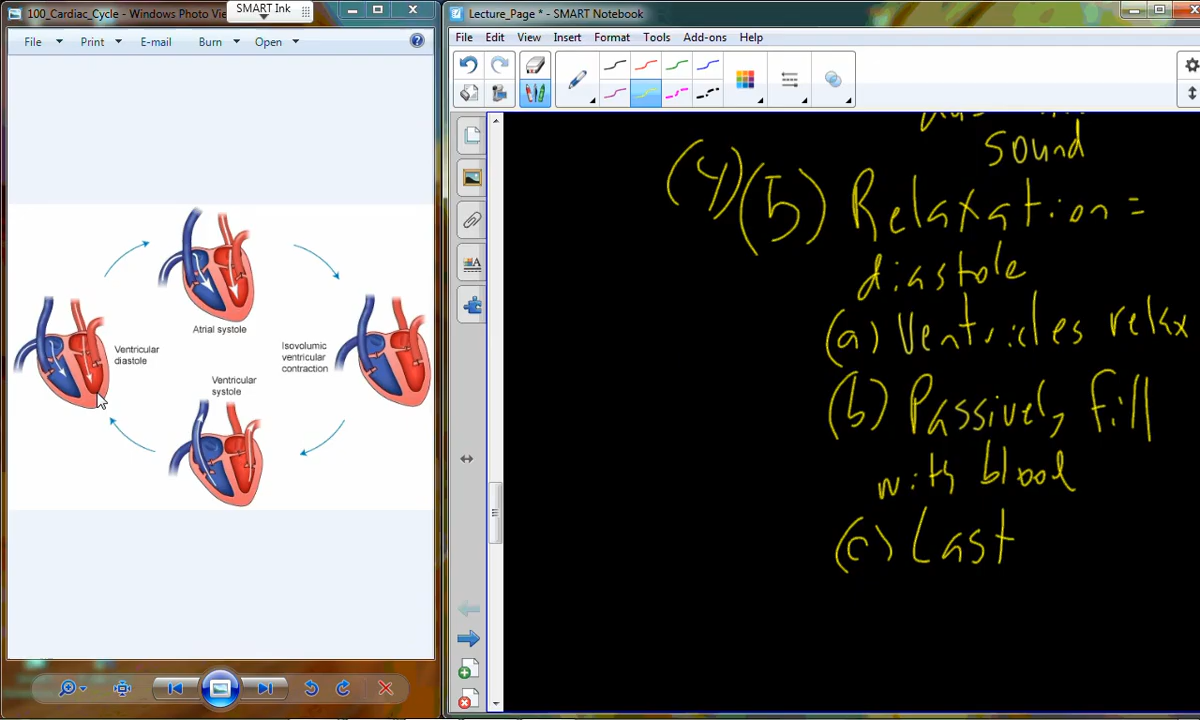 100_Cardiac_Cycle - Windows Photo Vie
SMART Ink
File Print E-mail Burn Open
Atrial systole
Ventricular
diastole
Isovolumic
ventricular
contraction
Ventricular
systole
Lecture_Page * - SMART Notebook
File Edit View Insert Format Tools Add-ons Help
sound
(4)(5) Relaxation =
diastole
(a) Ventricles relax
(b) Passively fill
with blood
(c) Last